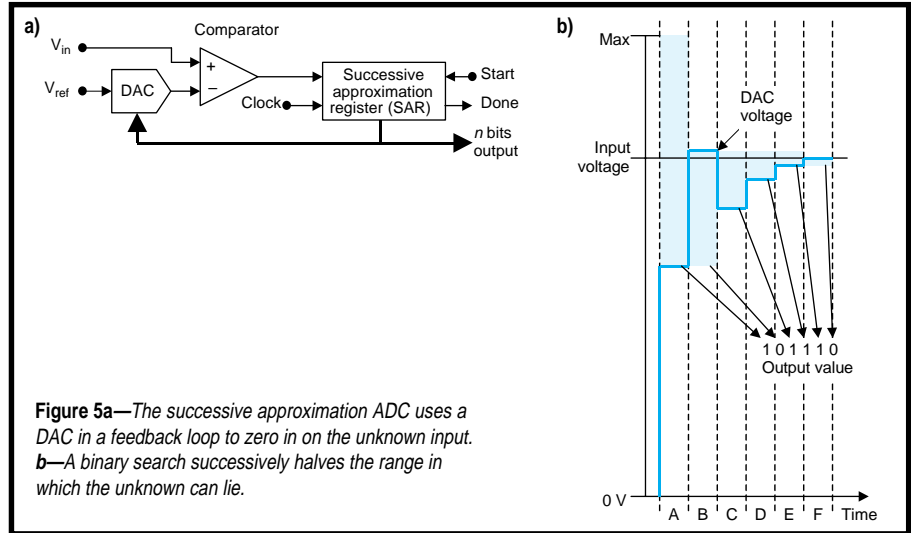 a)
Comparator
V_in
+
−
V_ref
DAC
Successive
approximation
register (SAR)
Start
Clock
Done
n bits
output
b)
Max
DAC
voltage
Input
voltage
1 0 1 1 1 0
Output value
0 V
A B C D E F Time
Figure 5a—The successive approximation ADC uses a
DAC in a feedback loop to zero in on the unknown input.
b—A binary search successively halves the range in
which the unknown can lie.